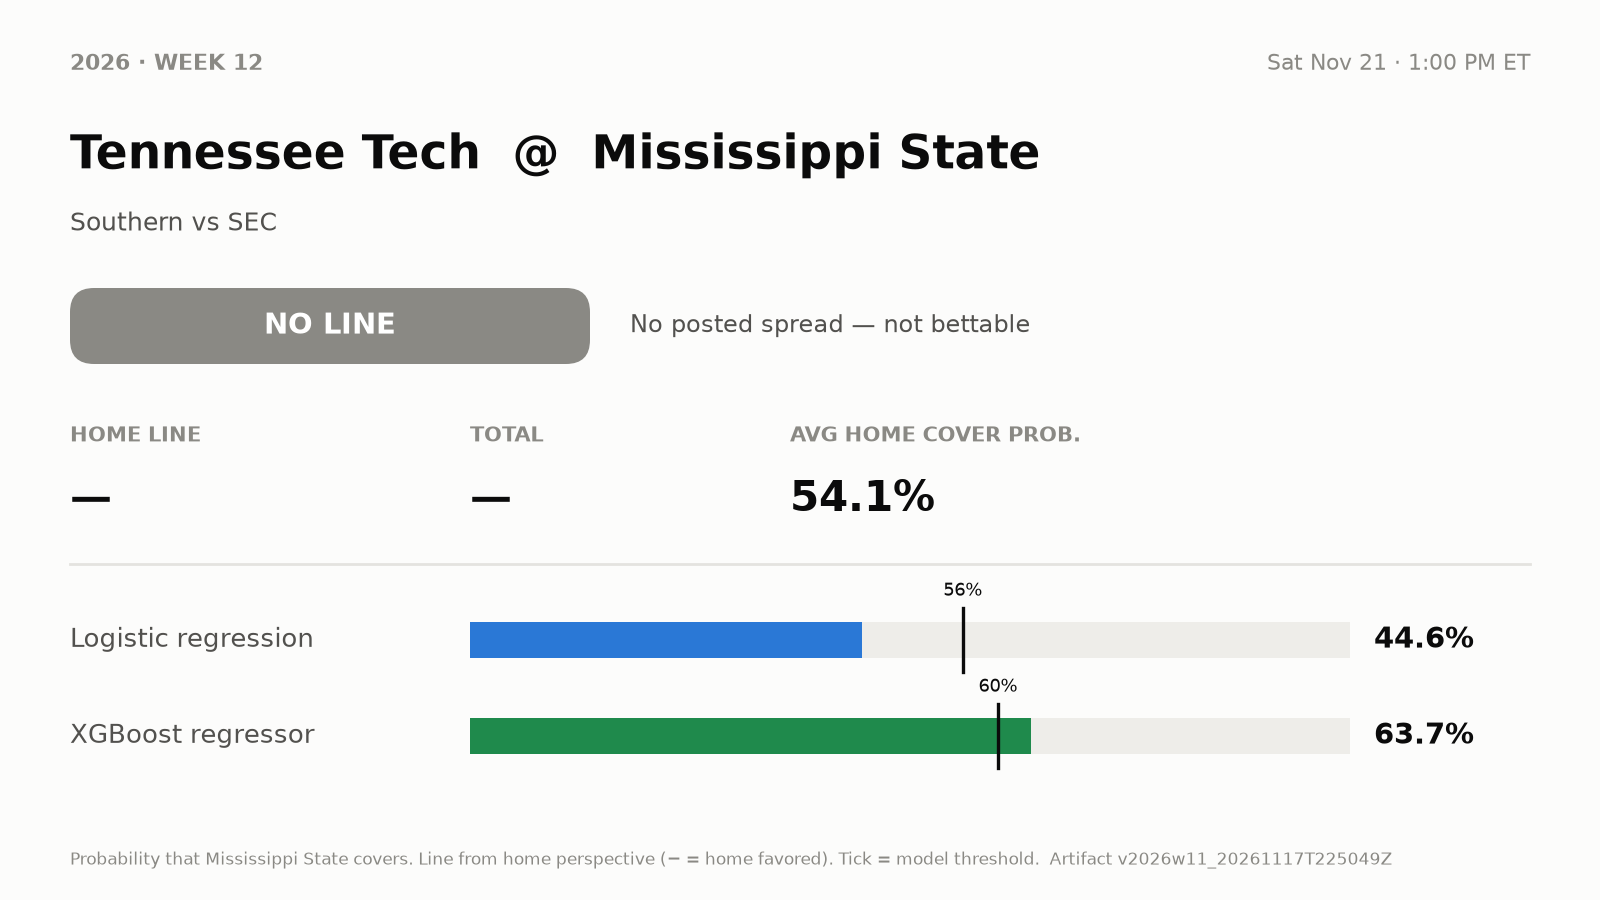 2026 · WEEK 12
Sat Nov 21 · 1:00 PM ET
Tennessee Tech @ Mississippi State
Southern vs SEC
NO LINE
No posted spread — not bettable
HOME LINE
TOTAL
AVG HOME COVER PROB.
—
—
54.1%
56%
Logistic regression
44.6%
60%
XGBoost regressor
63.7%
Probability that Mississippi State covers. Line from home perspective (− = home favored). Tick = model threshold. Artifact v2026w11_20261117T225049Z